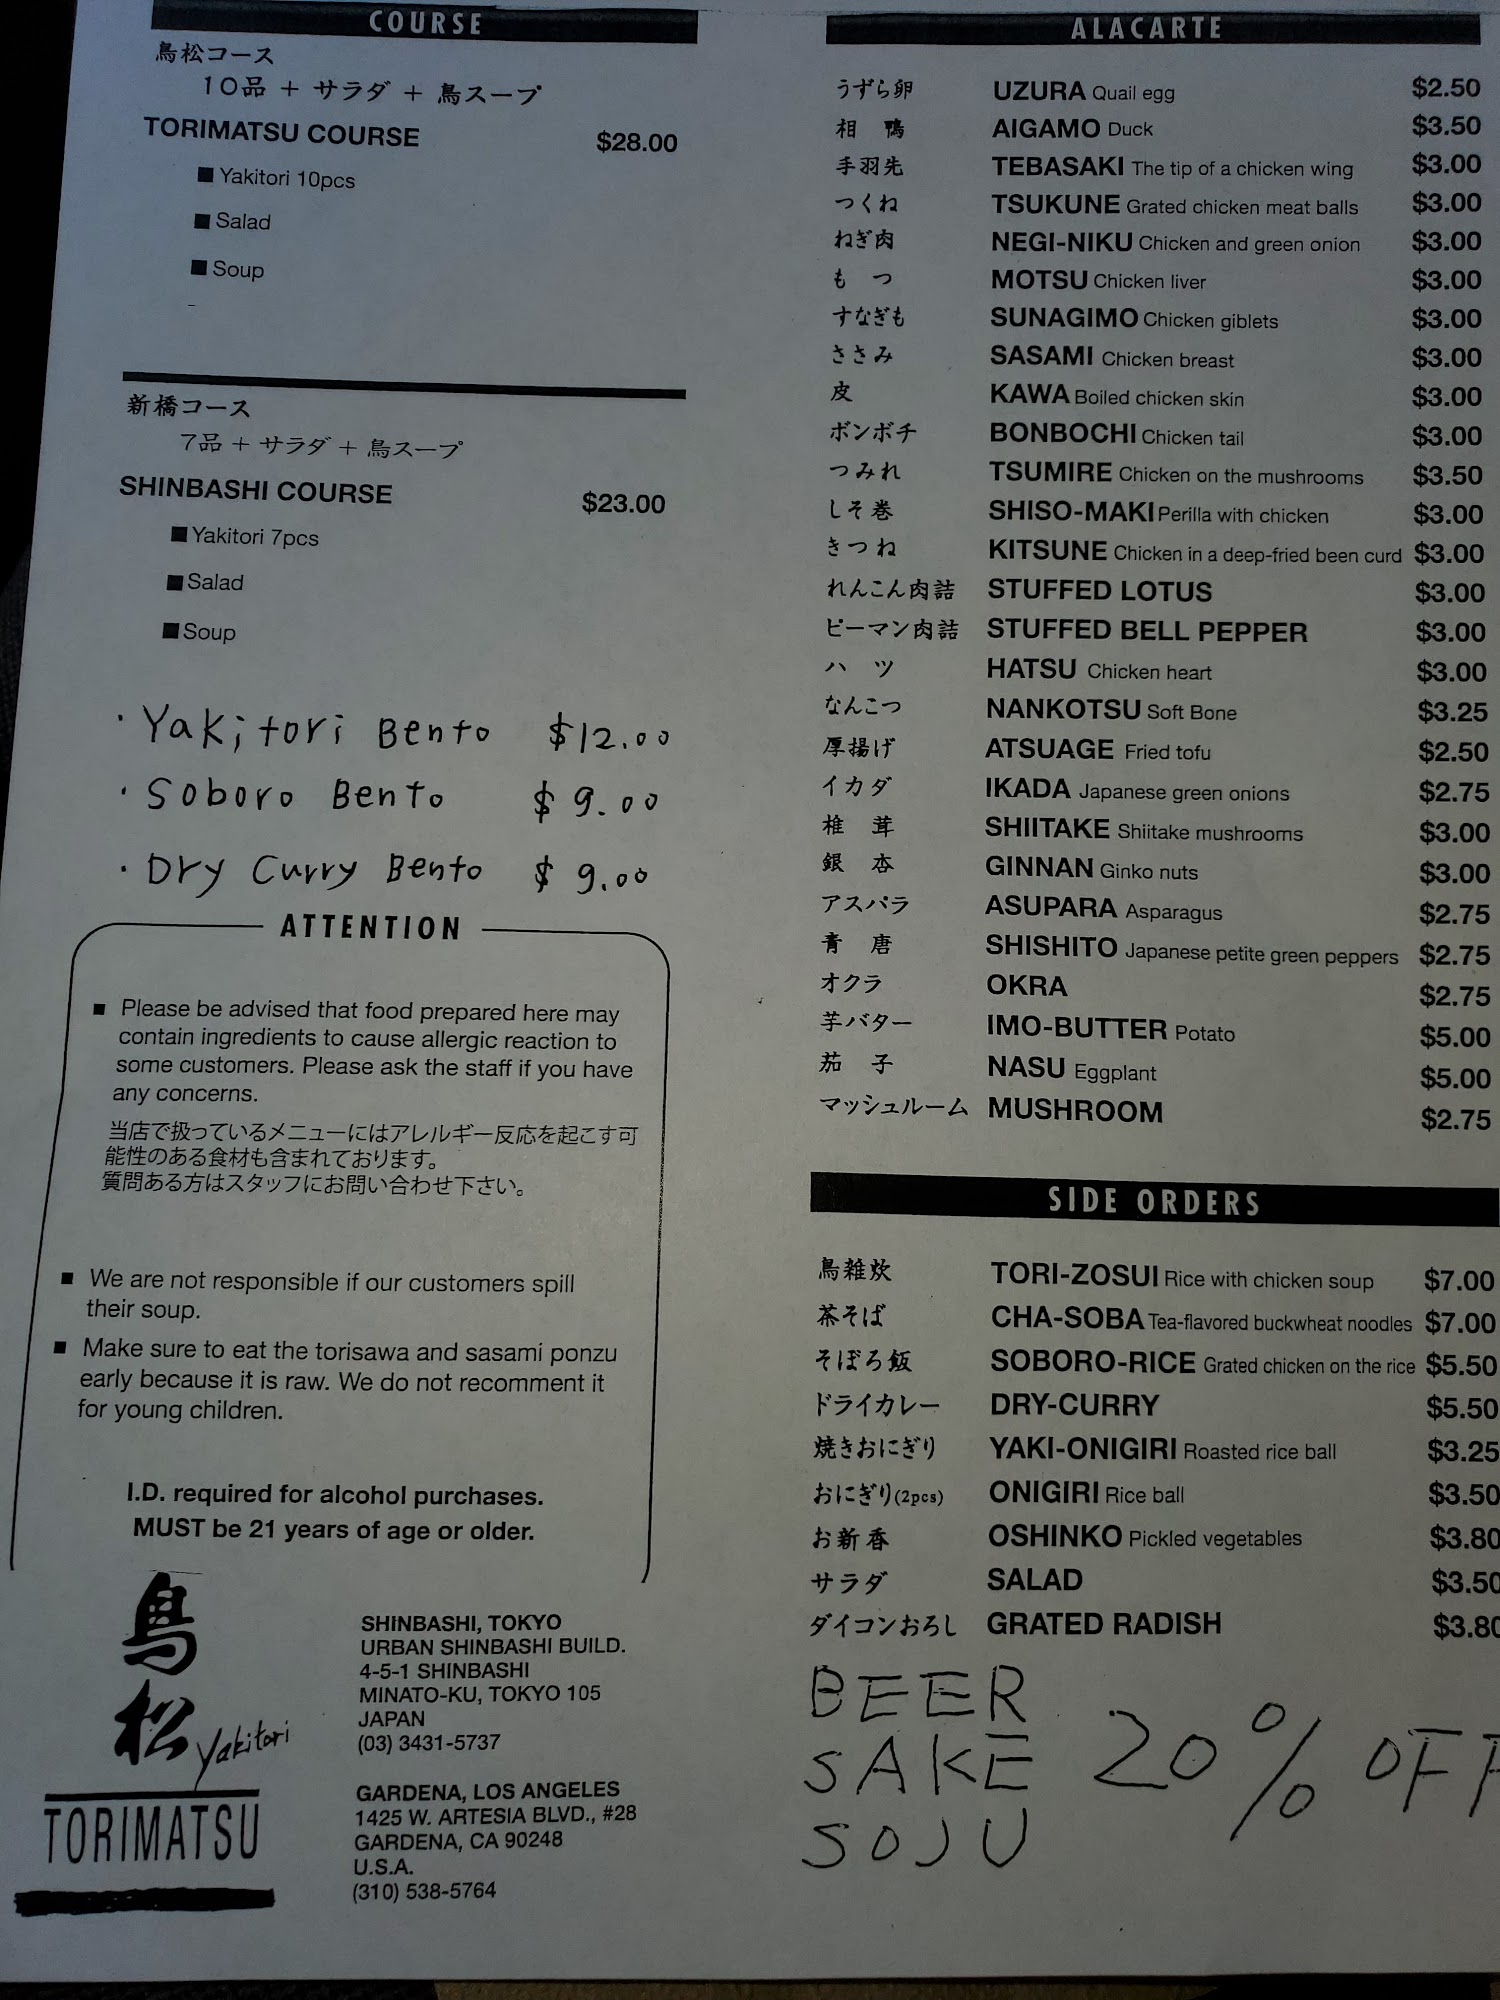 COURSE
鳥松コース
10品 + サラダ + 鳥スープ
TORIMATSU COURSE $28.00
■ Yakitori 10pcs
■ Salad
■ Soup
新橋コース
7品 + サラダ + 鳥スープ
SHINBASHI COURSE $23.00
■ Yakitori 7pcs
■ Salad
■ Soup
· Yakitori Bento $12.00
· Soboro Bento $9.00
· Dry Curry Bento $9.00
ATTENTION
■ Please be advised that food prepared here may
contain ingredients to cause allergic reaction to
some customers. Please ask the staff if you have
any concerns.
当店で扱っているメニューにはアレルギー反応を起こす可
能性のある食材も含まれております。
質問ある方はスタッフにお問い合わせ下さい。
■ We are not responsible if our customers spill
their soup.
■ Make sure to eat the torisawa and sasami ponzu
early because it is raw. We do not recomment it
for young children.
I.D. required for alcohol purchases.
MUST be 21 years of age or older.
鳥松 Yakitori
TORIMATSU
SHINBASHI, TOKYO
URBAN SHINBASHI BUILD.
4-5-1 SHINBASHI
MINATO-KU, TOKYO 105
JAPAN
(03) 3431-5737
GARDENA, LOS ANGELES
1425 W. ARTESIA BLVD., #28
GARDENA, CA 90248
U.S.A.
(310) 538-5764
ALACARTE
うずら卵 UZURA Quail egg $2.50
相 鴨 AIGAMO Duck $3.50
手羽先 TEBASAKI The tip of a chicken wing $3.00
つくね TSUKUNE Grated chicken meat balls $3.00
ねぎ肉 NEGI-NIKU Chicken and green onion $3.00
も つ MOTSU Chicken liver $3.00
すなぎも SUNAGIMO Chicken giblets $3.00
ささみ SASAMI Chicken breast $3.00
皮 KAWA Boiled chicken skin $3.00
ボンボチ BONBOCHI Chicken tail $3.00
つみれ TSUMIRE Chicken on the mushrooms $3.50
しそ巻 SHISO-MAKI Perilla with chicken $3.00
きつね KITSUNE Chicken in a deep-fried been curd $3.00
れんこん肉詰 STUFFED LOTUS $3.00
ピーマン肉詰 STUFFED BELL PEPPER $3.00
ハ ツ HATSU Chicken heart $3.00
なんこつ NANKOTSU Soft Bone $3.25
厚揚げ ATSUAGE Fried tofu $2.50
イカダ IKADA Japanese green onions $2.75
椎 茸 SHIITAKE Shiitake mushrooms $3.00
銀 杏 GINNAN Ginko nuts $3.00
アスパラ ASUPARA Asparagus $2.75
青 唐 SHISHITO Japanese petite green peppers $2.75
オクラ OKRA $2.75
芋バター IMO-BUTTER Potato $5.00
茄 子 NASU Eggplant $5.00
マッシュルーム MUSHROOM $2.75
SIDE ORDERS
鳥雑炊 TORI-ZOSUI Rice with chicken soup $7.00
茶そば CHA-SOBA Tea-flavored buckwheat noodles $7.00
そぼろ飯 SOBORO-RICE Grated chicken on the rice $5.50
ドライカレー DRY-CURRY $5.50
焼きおにぎり YAKI-ONIGIRI Roasted rice ball $3.25
おにぎり(2pcs) ONIGIRI Rice ball $3.50
お新香 OSHINKO Pickled vegetables $3.80
サラダ SALAD $3.50
ダイコンおろし GRATED RADISH $3.80
BEER
SAKE 20% OFF
SOJU